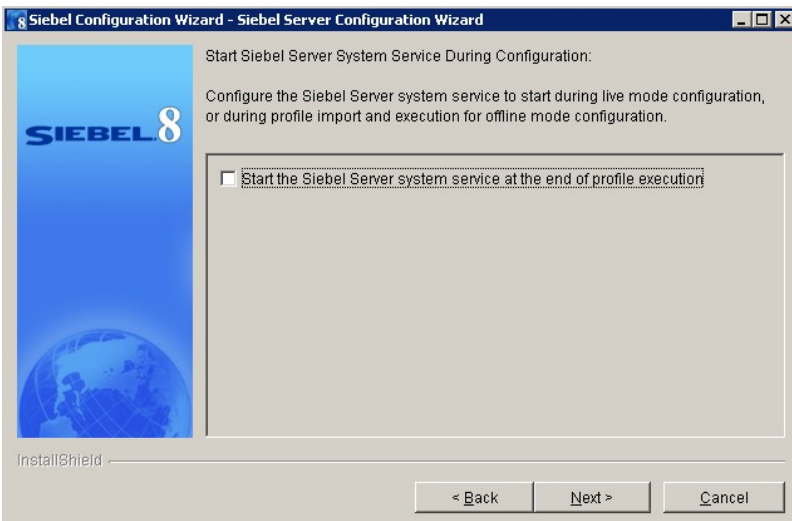 Siebel Configuration Wizard - Siebel Server Configuration Wizard
Start Siebel Server System Service During Configuration:
Configure the Siebel Server system service to start during live mode configuration,
or during profile import and execution for offline mode configuration.
SIEBEL.8
Start the Siebel Server system service at the end of profile execution
InstallShield
< Back
Next >
Cancel